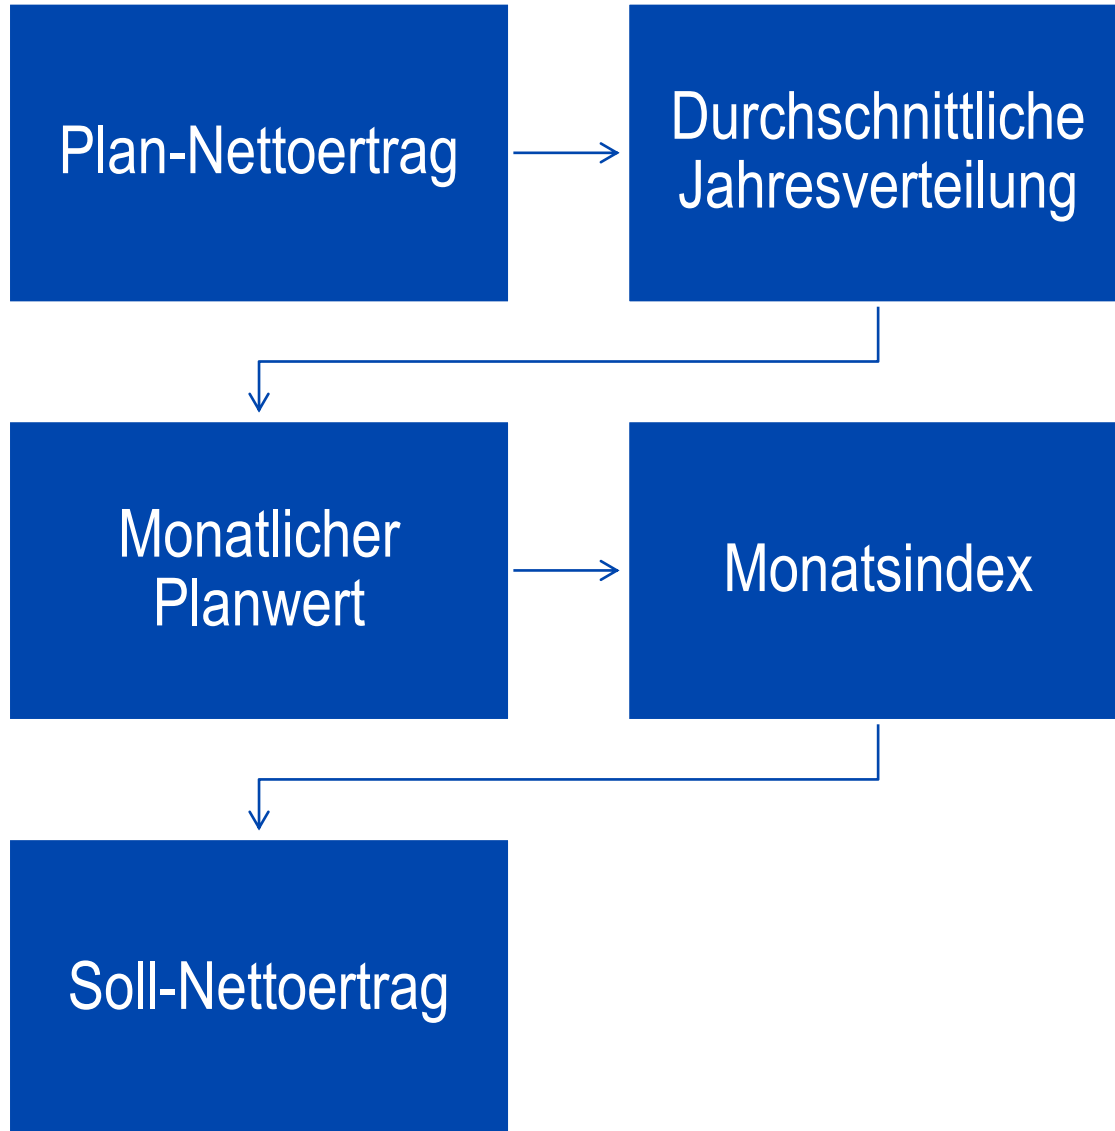 Plan-Nettoertrag
Durchschnittliche
Jahresverteilung
Monatlicher
Planwert
Monatsindex
Soll-Nettoertrag